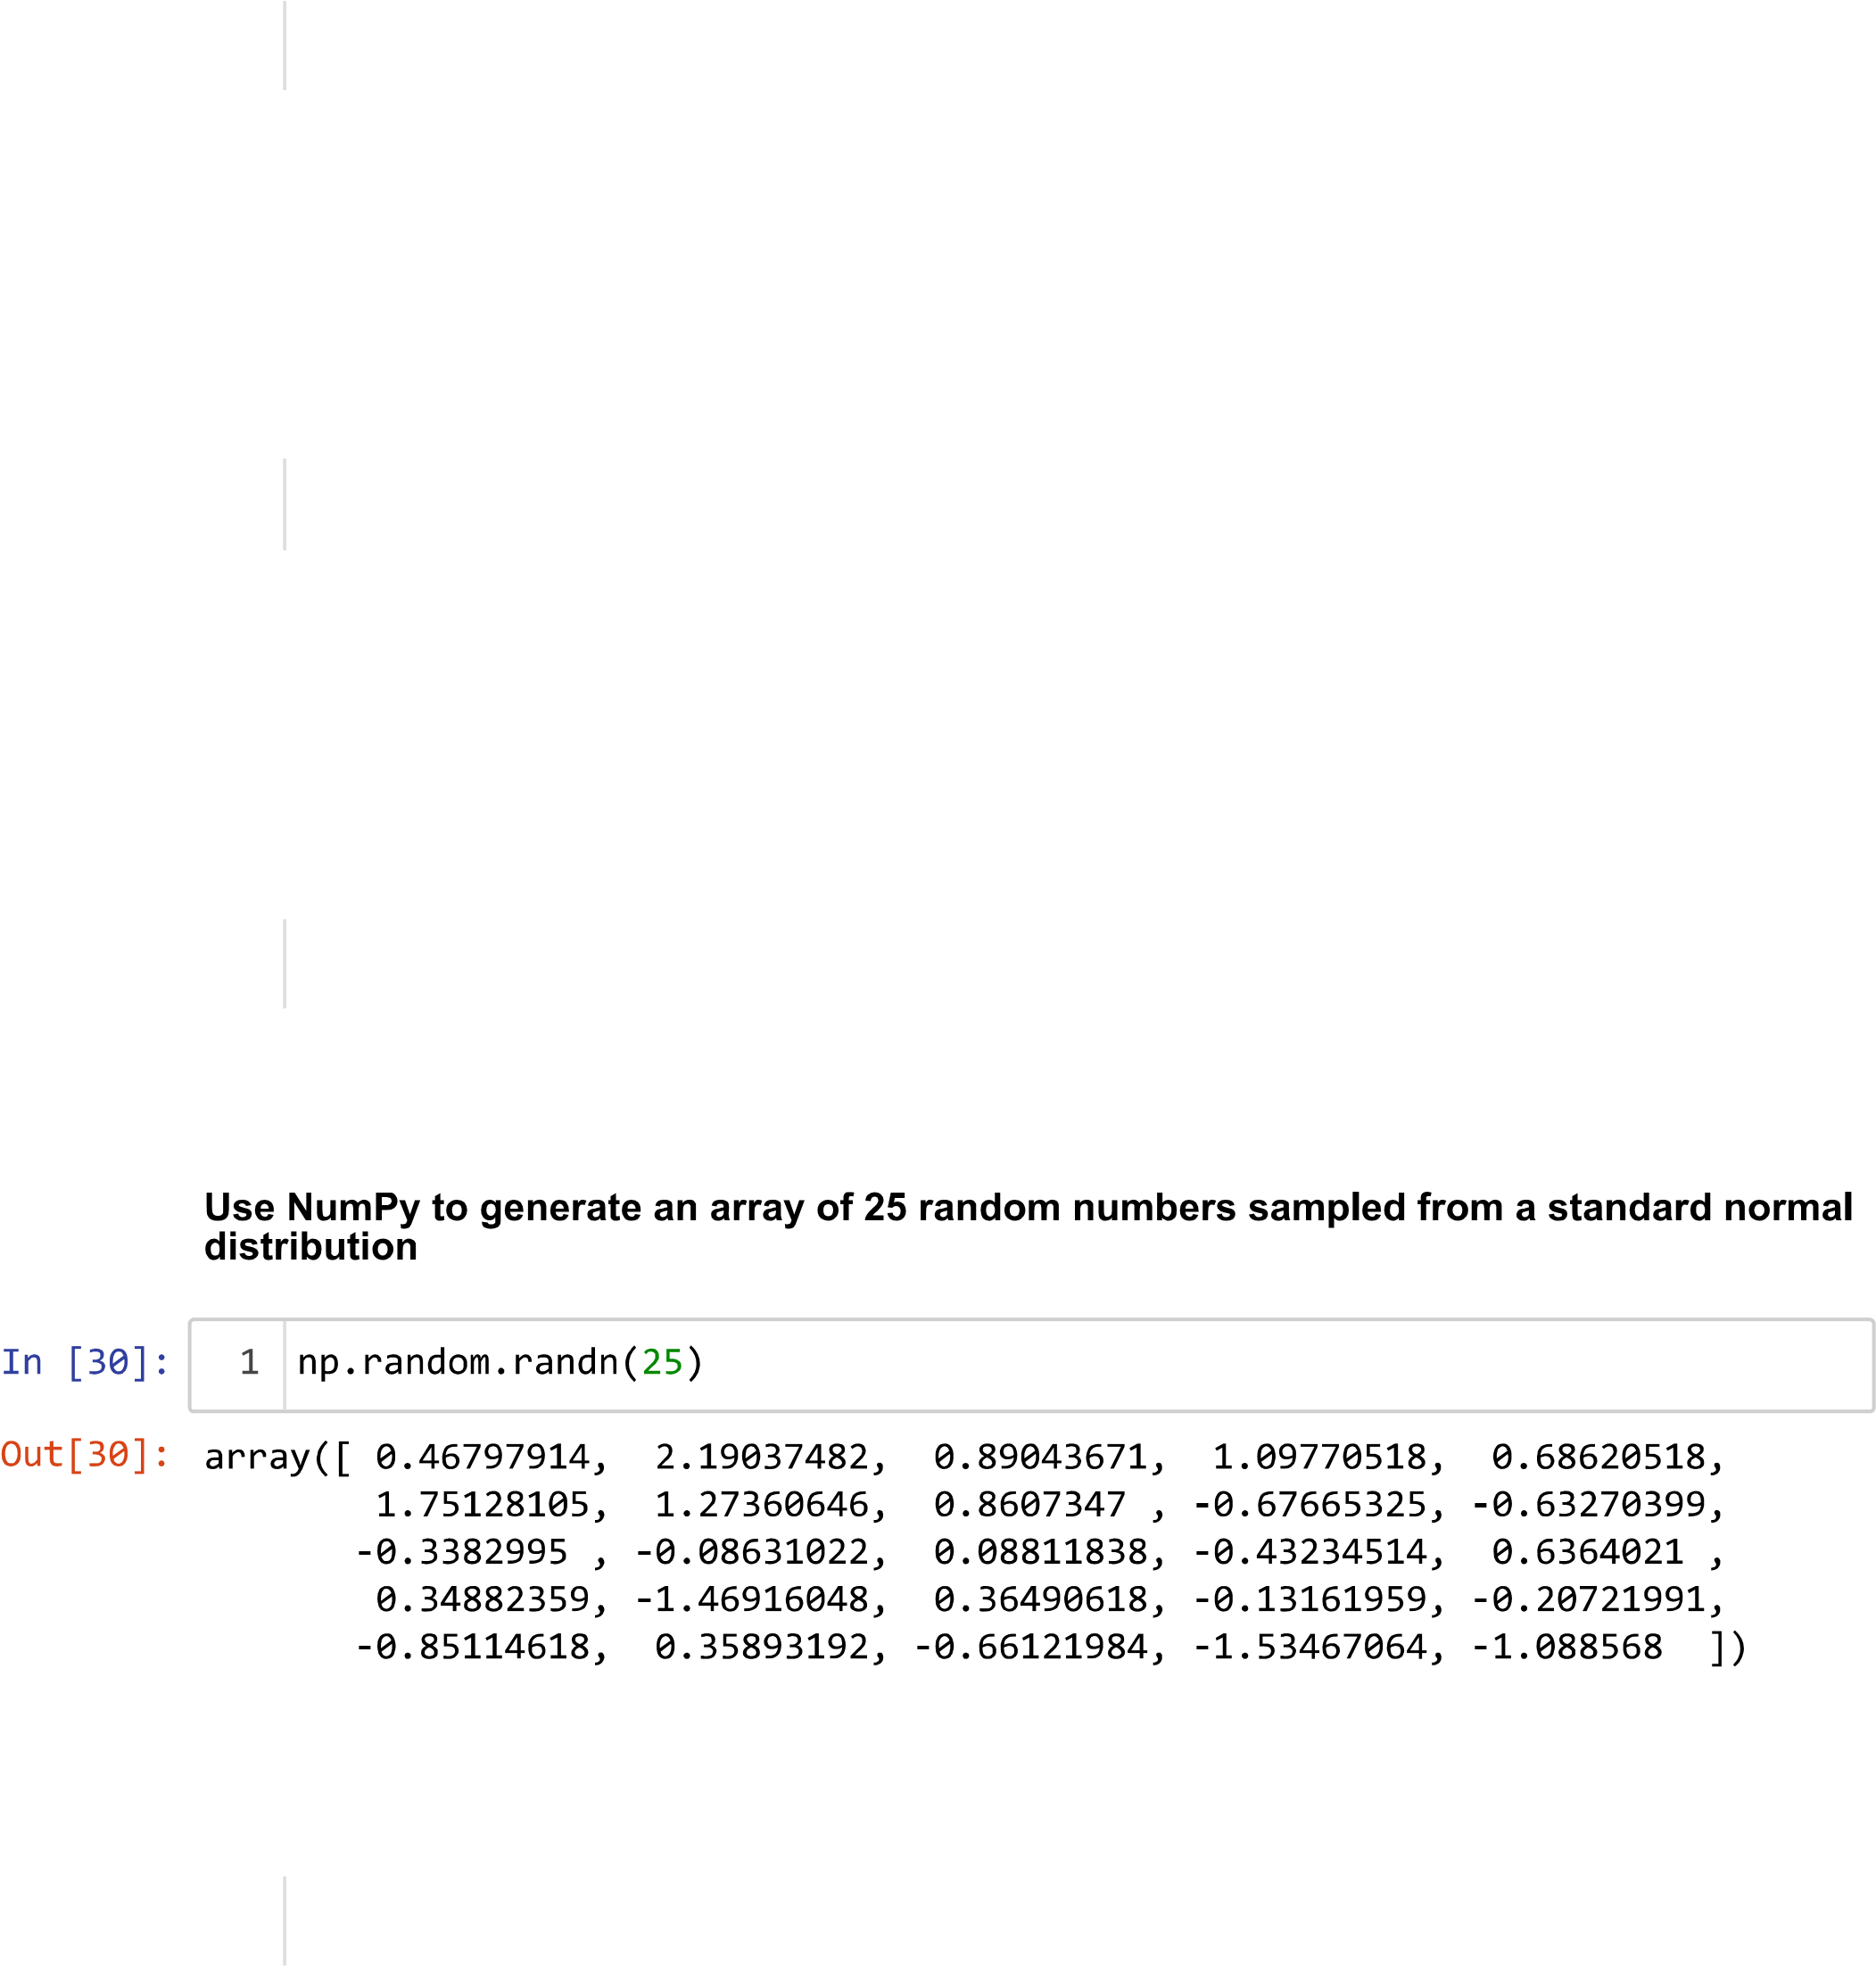 Use NumPy to generate an array of 25 random numbers sampled from a standard normal
distribution
In [30]: 1 np.random.randn(25)
Out[30]: array([ 0.46797914,  2.19037482,  0.89043671,  1.09770518,  0.68620518,
1.75128105,  1.27360646,  0.8607347 , -0.67665325, -0.63270399,
-0.3382995 , -0.08631022,  0.08811838, -0.43234514,  0.6364021 ,
0.34882359, -1.46916048,  0.36490618, -0.13161959, -0.20721991,
-0.85114618,  0.35893192, -0.66121984, -1.53467064, -1.088568  ])